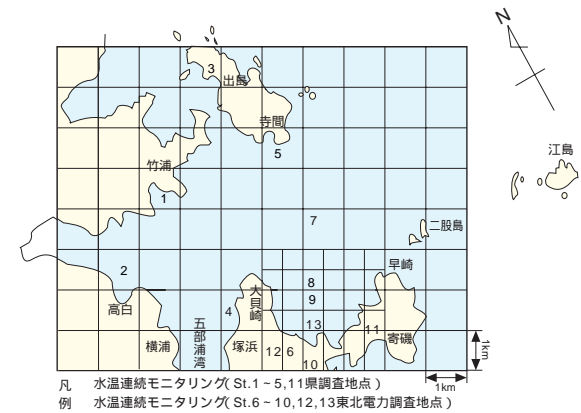 N
3
出島
寺間
江島
5
竹浦
1
7
二股島
早崎
2
8
大貝崎
9
高白
4
五部浦湾
13
11
寄磯
横浦
塚浜
12 6
10
1km
1km
凡 水温連続モニタリング(St.1~5,11県調査地点)
例 水温連続モニタリング(St.6~10,12,13東北電力調査地点)